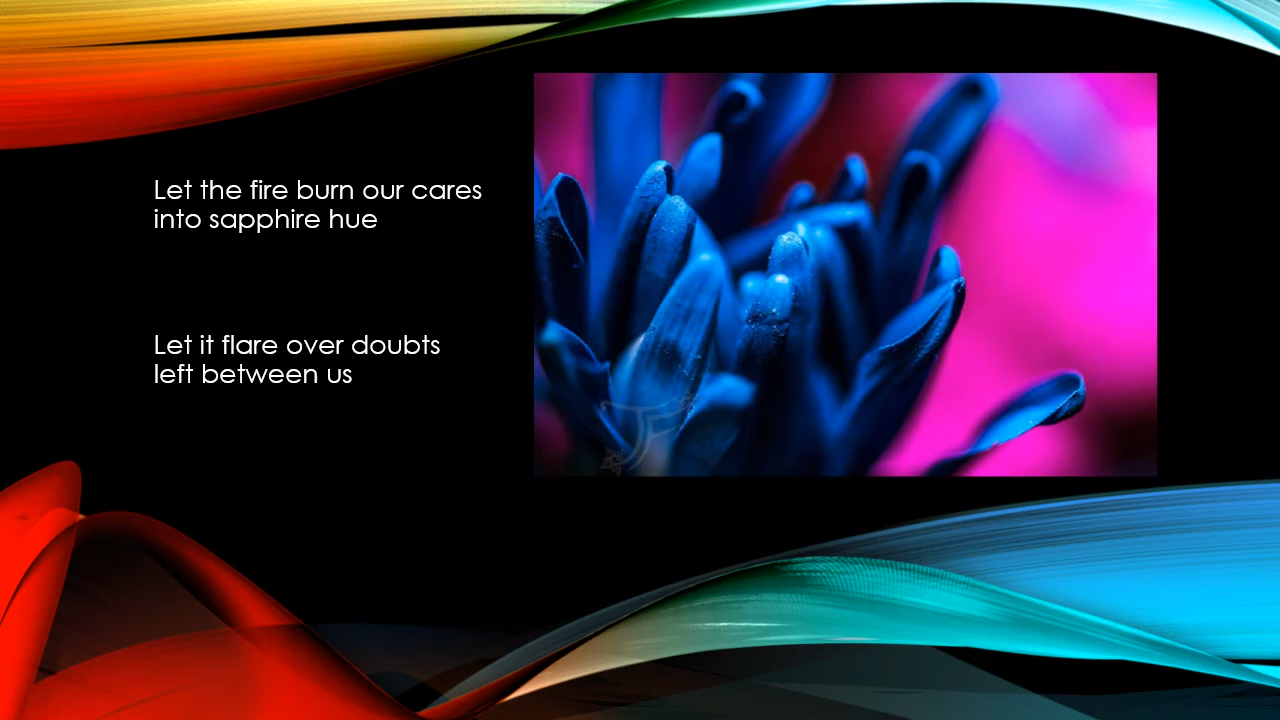 Let the fire burn our cares
into sapphire hue
Let it flare over doubts
left between us